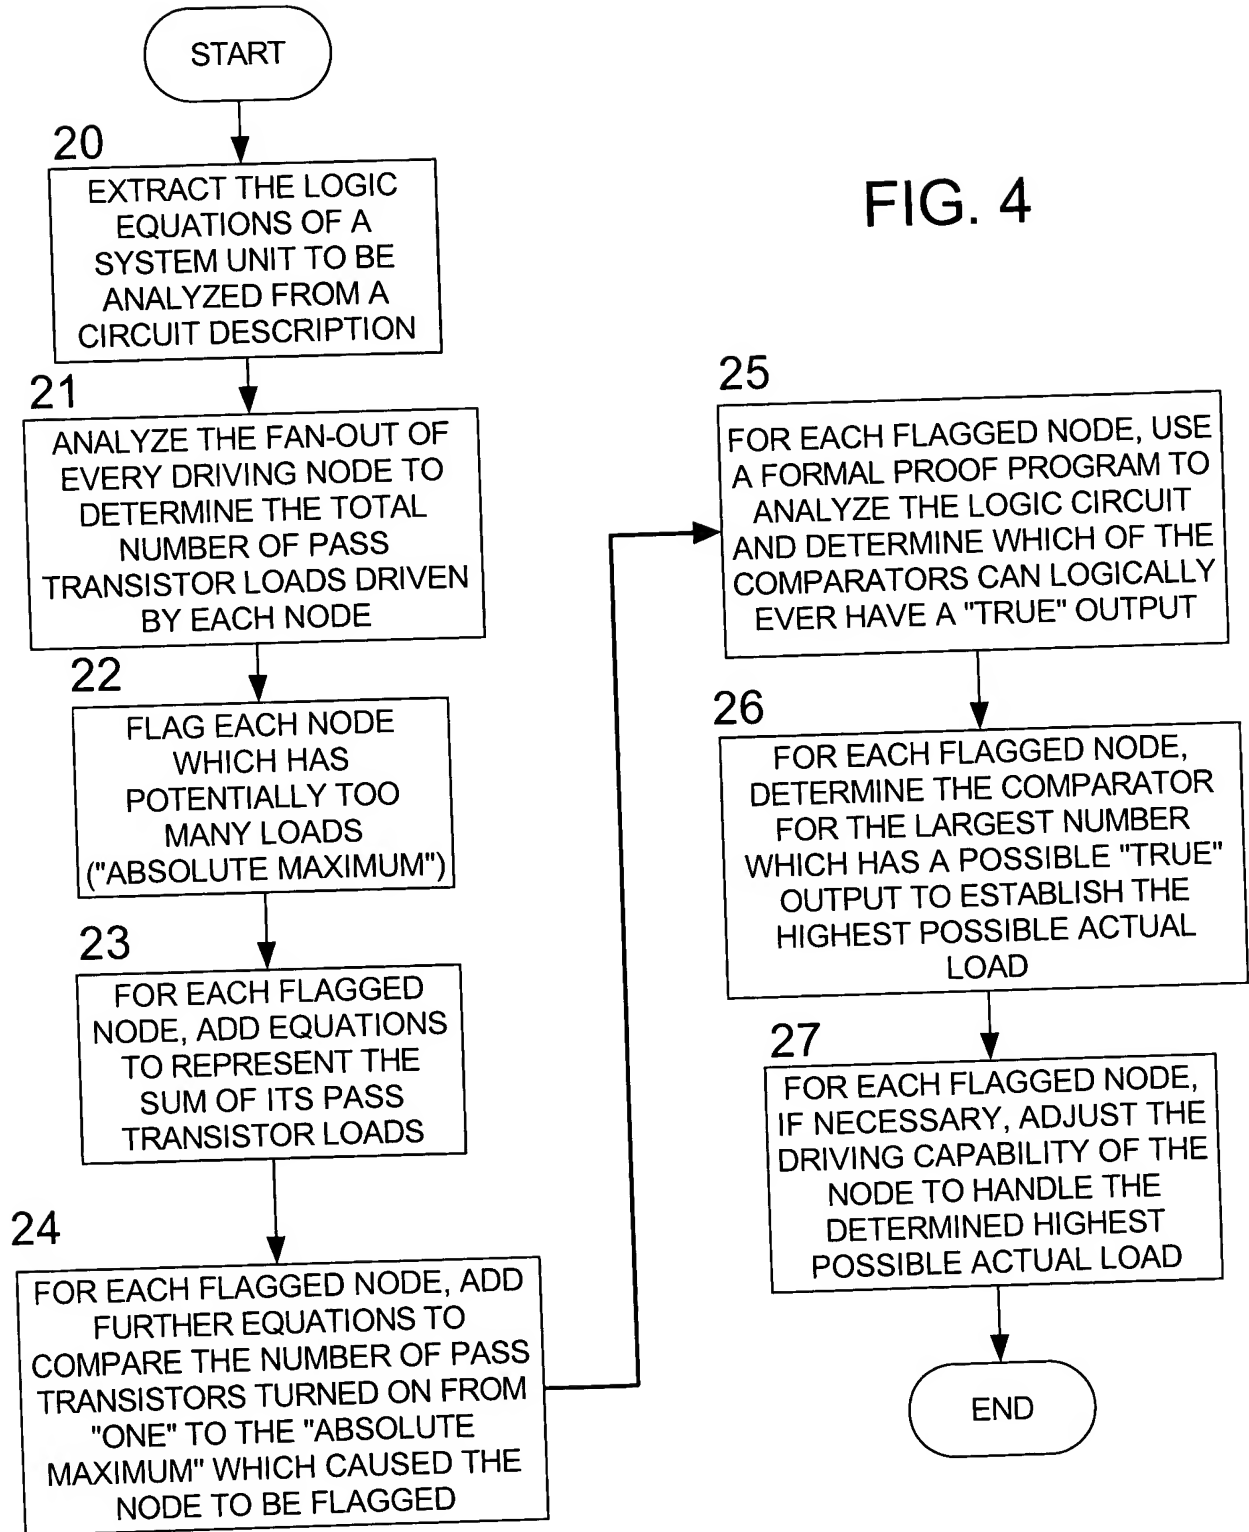 START
20
EXTRACT THE LOGIC
EQUATIONS OF A
SYSTEM UNIT TO BE
ANALYZED FROM A
CIRCUIT DESCRIPTION
21
ANALYZE THE FAN-OUT OF
EVERY DRIVING NODE TO
DETERMINE THE TOTAL
NUMBER OF PASS
TRANSISTOR LOADS DRIVEN
BY EACH NODE
22
FLAG EACH NODE
WHICH HAS
POTENTIALLY TOO
MANY LOADS
("ABSOLUTE MAXIMUM")
23
FOR EACH FLAGGED
NODE, ADD EQUATIONS
TO REPRESENT THE
SUM OF ITS PASS
TRANSISTOR LOADS
24
FOR EACH FLAGGED NODE, ADD
FURTHER EQUATIONS TO
COMPARE THE NUMBER OF PASS
TRANSISTORS TURNED ON FROM
"ONE" TO THE "ABSOLUTE
MAXIMUM" WHICH CAUSED THE
NODE TO BE FLAGGED
FIG. 4
25
FOR EACH FLAGGED NODE, USE
A FORMAL PROOF PROGRAM TO
ANALYZE THE LOGIC CIRCUIT
AND DETERMINE WHICH OF THE
COMPARATORS CAN LOGICALLY
EVER HAVE A "TRUE" OUTPUT
26
FOR EACH FLAGGED NODE,
DETERMINE THE COMPARATOR
FOR THE LARGEST NUMBER
WHICH HAS A POSSIBLE "TRUE"
OUTPUT TO ESTABLISH THE
HIGHEST POSSIBLE ACTUAL
LOAD
27
FOR EACH FLAGGED NODE,
IF NECESSARY, ADJUST THE
DRIVING CAPABILITY OF THE
NODE TO HANDLE THE
DETERMINED HIGHEST
POSSIBLE ACTUAL LOAD
END